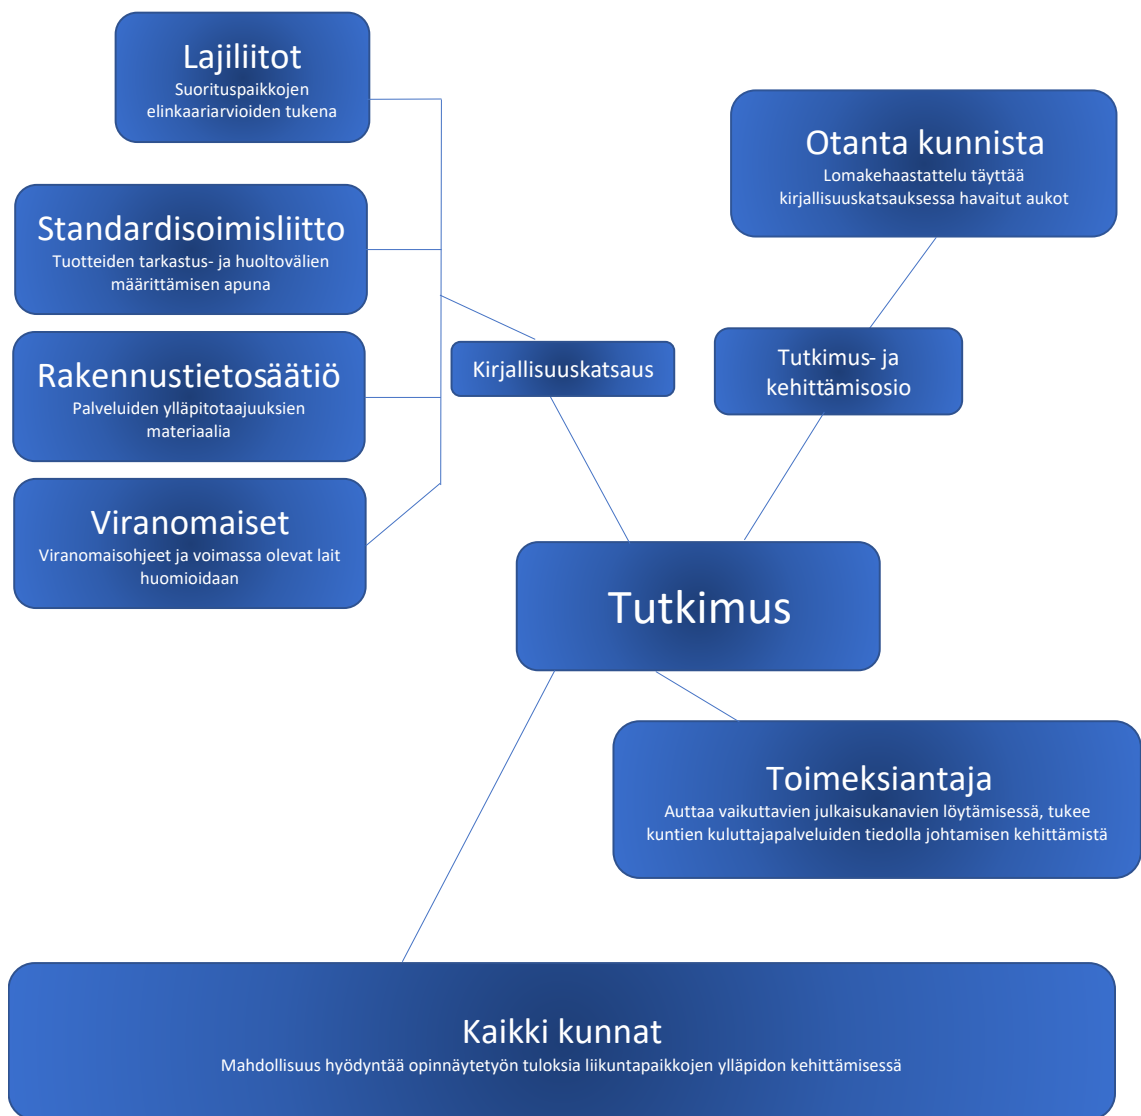 Lajiliitot
Suorituspaikkojen
elinkaariarvioiden tukena
Otanta kunnista
Lomakehaastattelu täyttää
kirjallisuuskatsauksessa havaitut aukot
Standardisoimisliitto
Tuotteiden tarkastus- ja huoltovälien
määrittämisen apuna
Rakennustietosäätiö
Palveluiden ylläpitotaajuuksien
materiaalia
Kirjallisuuskatsaus
Tutkimus- ja
kehittämisosio
Viranomaiset
Viranomaisohjeet ja voimassa olevat lait
huomioidaan
Tutkimus
Toimeksiantaja
Auttaa vaikuttavien julkaisukanavien löytämisessä, tukee
kuntien kuluttajapalveluiden tiedolla johtamisen kehittämistä
Kaikki kunnat
Mahdollisuus hyödyntää opinnäytetyön tuloksia liikuntapaikkojen ylläpidon kehittämisessä